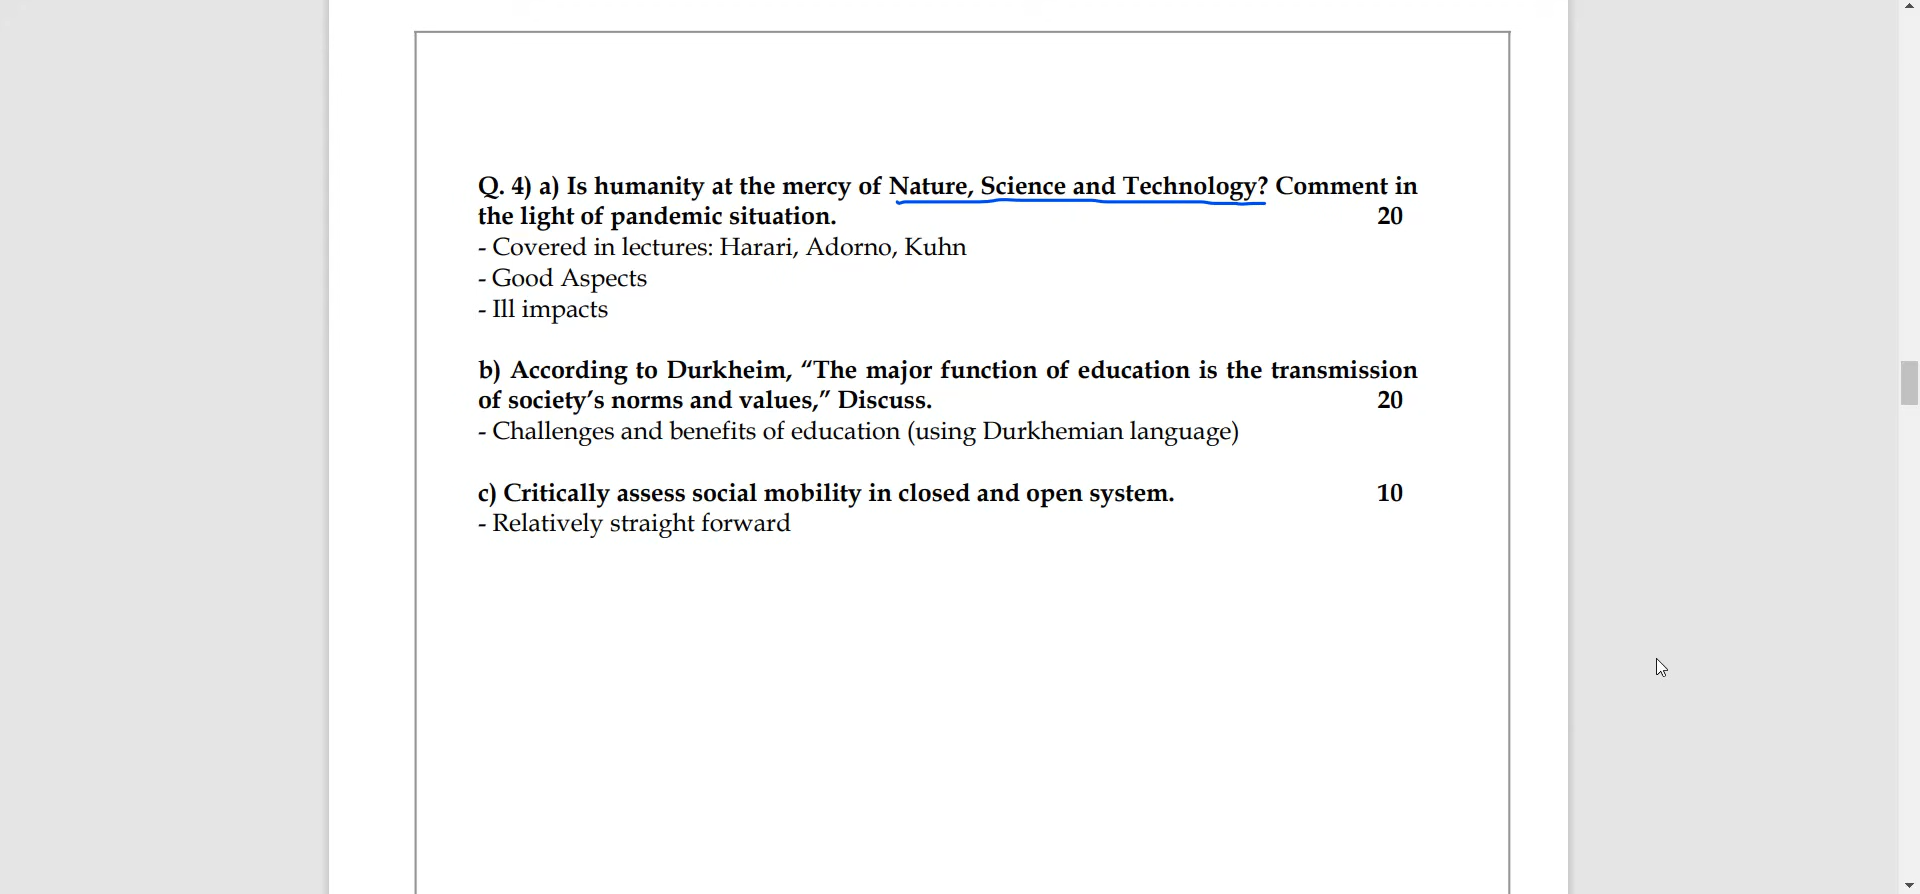 Q. 4) a) Is humanity at the mercy of Nature, Science and Technology? Comment in
the light of pandemic situation. 20
- Covered in lectures: Harari, Adorno, Kuhn
- Good Aspects
- Ill impacts
b) According to Durkheim, “The major function of education is the transmission
of society’s norms and values,” Discuss. 20
- Challenges and benefits of education (using Durkhemian language)
c) Critically assess social mobility in closed and open system. 10
- Relatively straight forward